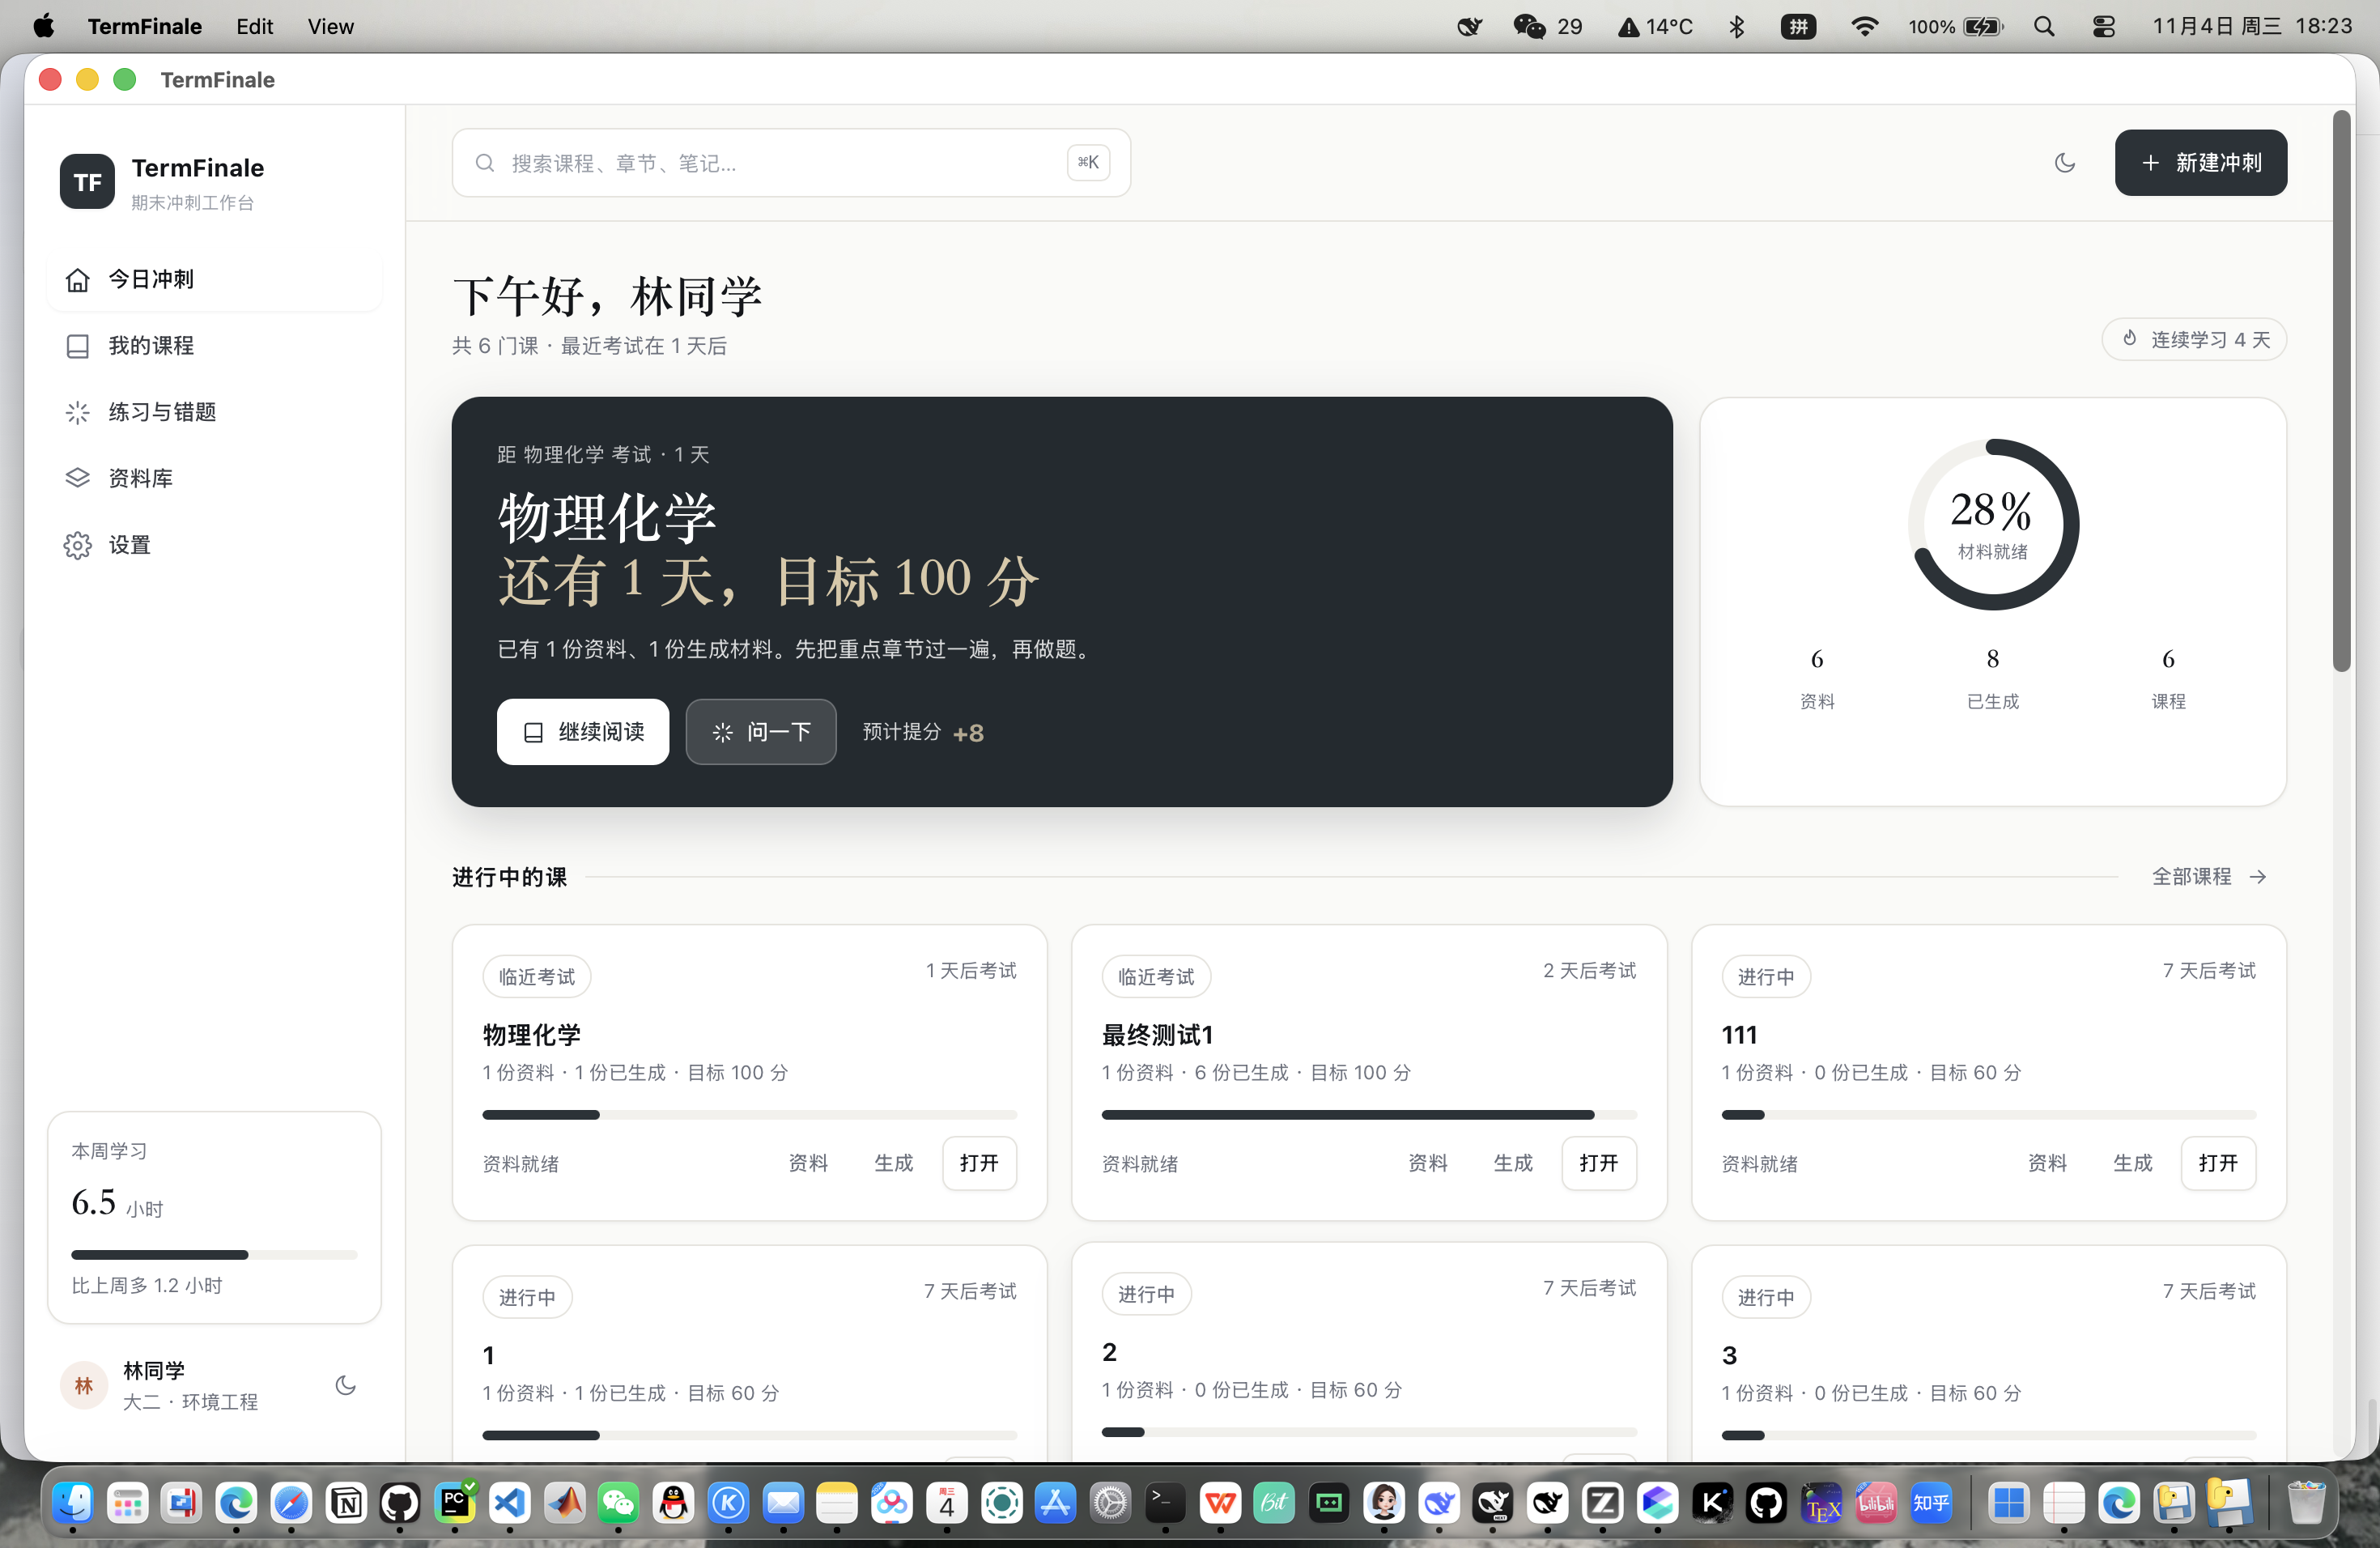 TermFinale Edit View 29 14°C 拼 100% 11月4日 周三 18:23
TermFinale
TF
TermFinale
期末冲刺工作台
今日冲刺
我的课程
练习与错题
资料库
设置
本周学习
6.5 小时
比上周多 1.2 小时
林
林同学
大二 · 环境工程
搜索课程、章节、笔记... ⌘K
+ 新建冲刺
下午好，林同学
共 6 门课 · 最近考试在 1 天后
连续学习 4 天
距 物理化学 考试 · 1 天
物理化学
还有 1 天，目标 100 分
已有 1 份资料、1 份生成材料。先把重点章节过一遍，再做题。
继续阅读 问一下 预计提分 +8
28%
材料就绪
6 8 6
资料 已生成 课程
进行中的课 全部课程 →
临近考试 1 天后考试
物理化学
1 份资料 · 1 份已生成 · 目标 100 分
资料就绪 资料 生成 打开
临近考试 2 天后考试
最终测试1
1 份资料 · 6 份已生成 · 目标 100 分
资料就绪 资料 生成 打开
进行中 7 天后考试
111
1 份资料 · 0 份已生成 · 目标 60 分
资料就绪 资料 生成 打开
进行中 7 天后考试
1
1 份资料 · 1 份已生成 · 目标 60 分
进行中 7 天后考试
2
1 份资料 · 0 份已生成 · 目标 60 分
进行中 7 天后考试
3
1 份资料 · 0 份已生成 · 目标 60 分
PC
周三
4
Bit
TEX
bilibili
知乎